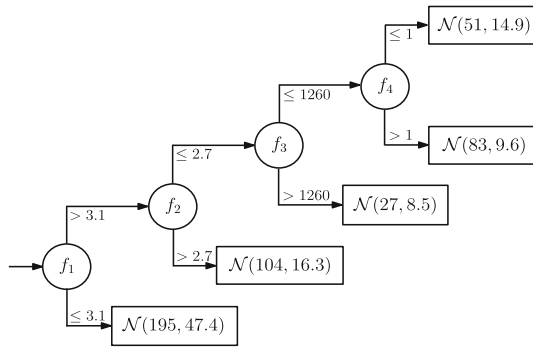 ≤ 1
N(51, 14.9)
f4
≤ 1260
> 1
N(83, 9.6)
f3
≤ 2.7
> 1260
N(27, 8.5)
f2
> 3.1
> 2.7
N(104, 16.3)
f1
≤ 3.1
N(195, 47.4)